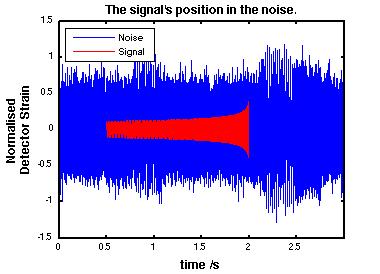 The signal's position in the noise.
Normalised
Detector Strain
1.5
1
0.5
0
-0.5
-1
-1.5
Noise
Signal
0
0.5
1
1.5
2
2.5
time /s